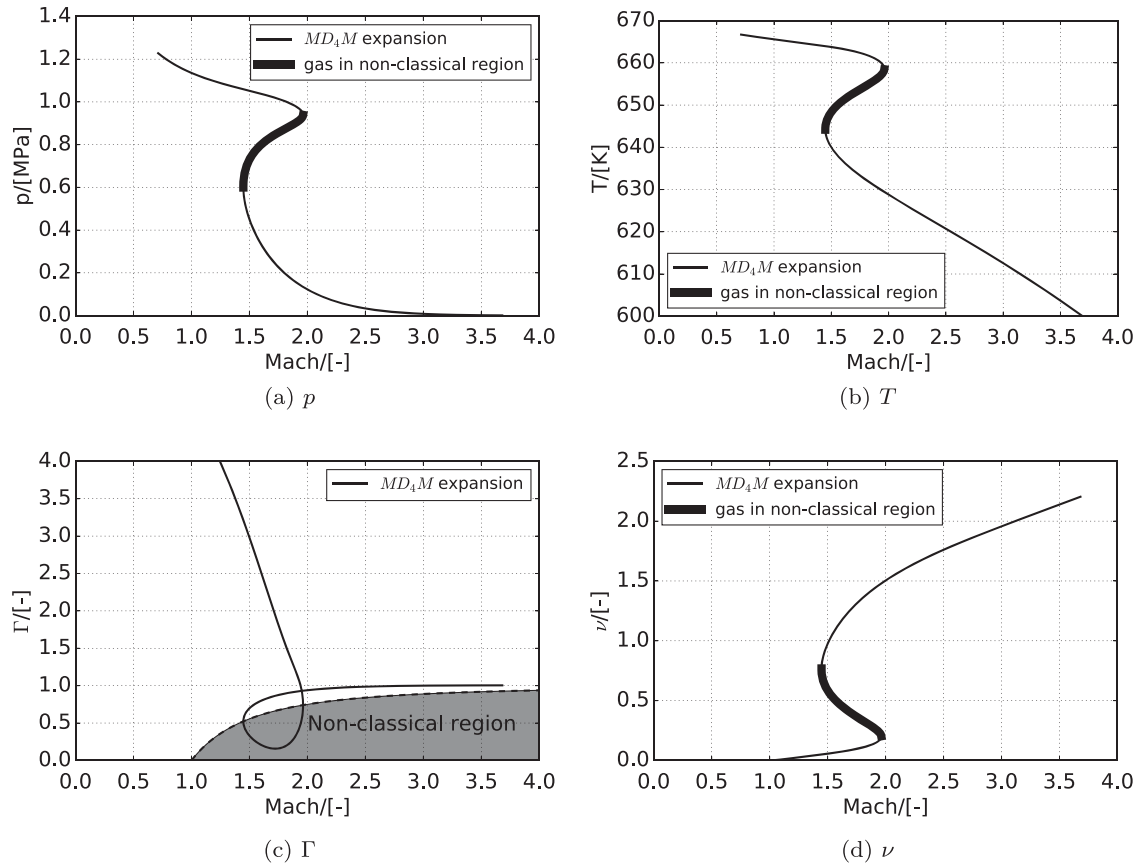 1.4
1.2
1.0
0.8
0.6
0.4
0.2
0.0
p/[MPa]
MD₄M expansion
gas in non-classical region
0.0 0.5 1.0 1.5 2.0 2.5 3.0 3.5 4.0
Mach/[-]
(a) p
670
660
650
640
630
620
610
600
T/[K]
MD₄M expansion
gas in non-classical region
0.0 0.5 1.0 1.5 2.0 2.5 3.0 3.5 4.0
Mach/[-]
(b) T
4.0
3.5
3.0
2.5
2.0
1.5
1.0
0.5
0.0
Γ/[-]
MD₄M expansion
Non-classical region
0.0 0.5 1.0 1.5 2.0 2.5 3.0 3.5 4.0
Mach/[-]
(c) Γ
2.5
2.0
1.5
1.0
0.5
0.0
ν/[-]
MD₄M expansion
gas in non-classical region
0.0 0.5 1.0 1.5 2.0 2.5 3.0 3.5 4.0
Mach/[-]
(d) ν